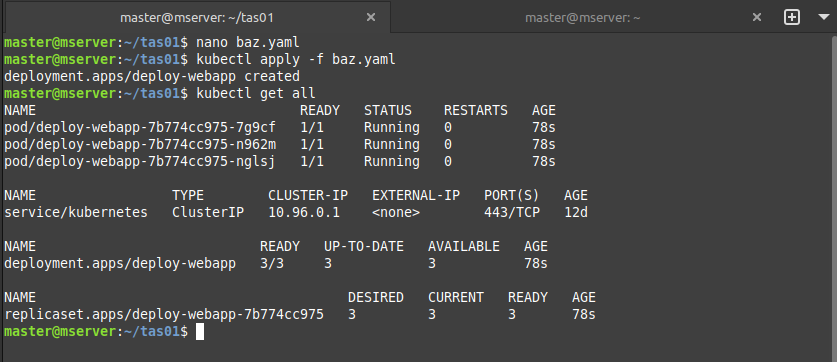 master@mserver: ~/tas01
master@mserver: ~
master@mserver:~/tas01$ nano baz.yaml
master@mserver:~/tas01$ kubectl apply -f baz.yaml
deployment.apps/deploy-webapp created
master@mserver:~/tas01$ kubectl get all
NAME READY STATUS RESTARTS AGE
pod/deploy-webapp-7b774cc975-7g9cf 1/1 Running 0 78s
pod/deploy-webapp-7b774cc975-n962m 1/1 Running 0 78s
pod/deploy-webapp-7b774cc975-nglsj 1/1 Running 0 78s
NAME TYPE CLUSTER-IP EXTERNAL-IP PORT(S) AGE
service/kubernetes ClusterIP 10.96.0.1 <none> 443/TCP 12d
NAME READY UP-TO-DATE AVAILABLE AGE
deployment.apps/deploy-webapp 3/3 3 3 78s
NAME DESIRED CURRENT READY AGE
replicaset.apps/deploy-webapp-7b774cc975 3 3 3 78s
master@mserver:~/tas01$